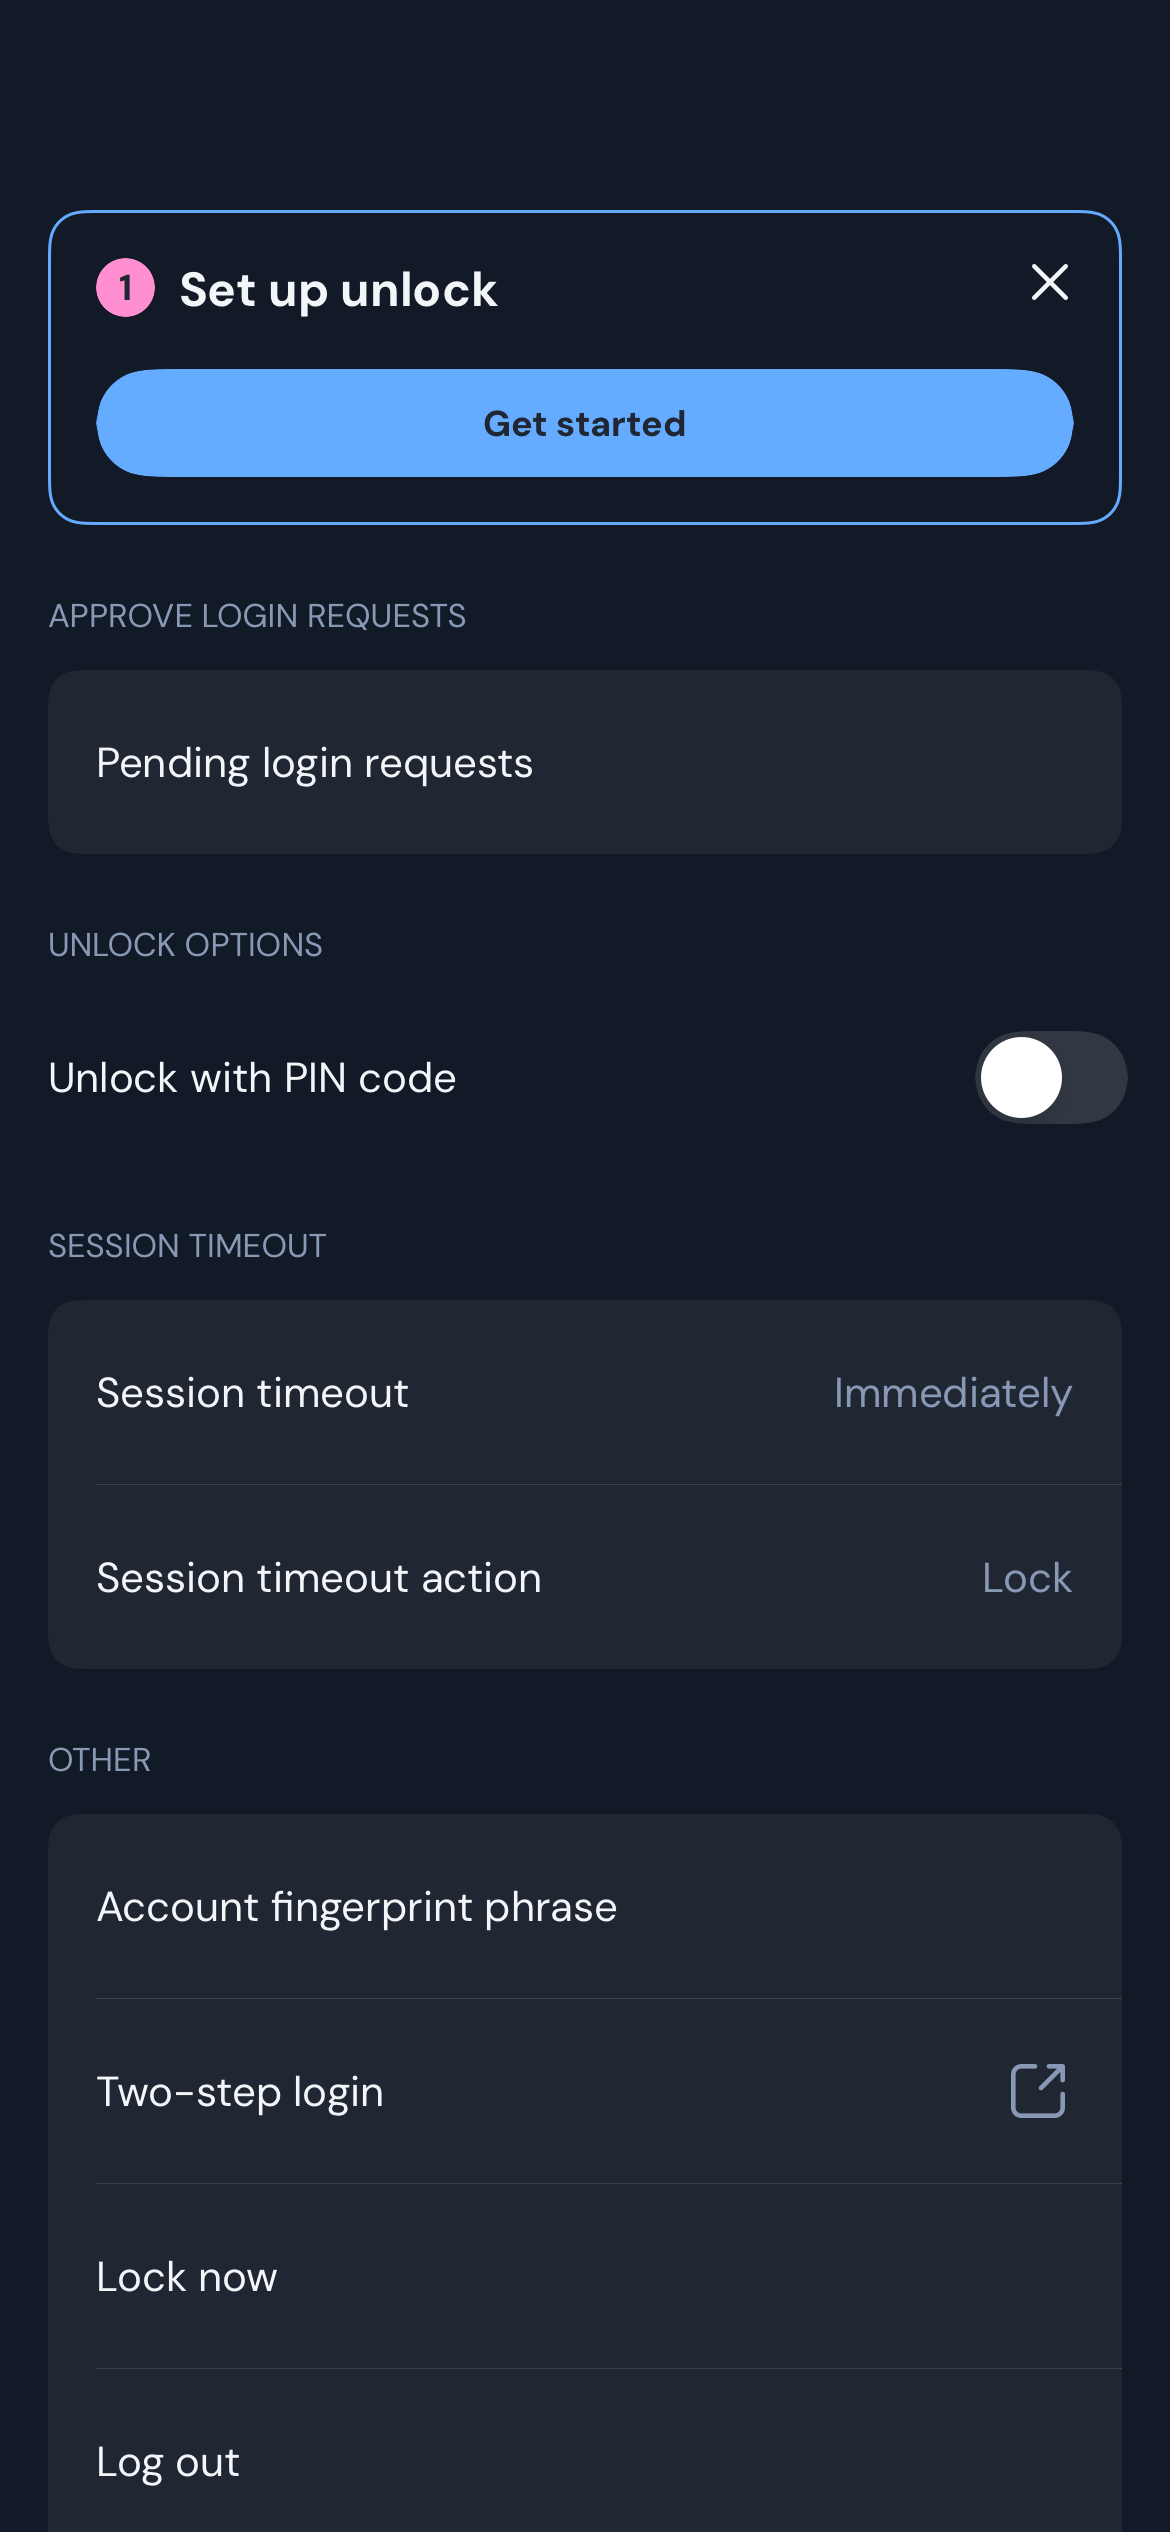 1 Set up unlock
Get started
APPROVE LOGIN REQUESTS
Pending login requests
UNLOCK OPTIONS
Unlock with PIN code
SESSION TIMEOUT
Session timeout Immediately
Session timeout action Lock
OTHER
Account fingerprint phrase
Two-step login
Lock now
Log out